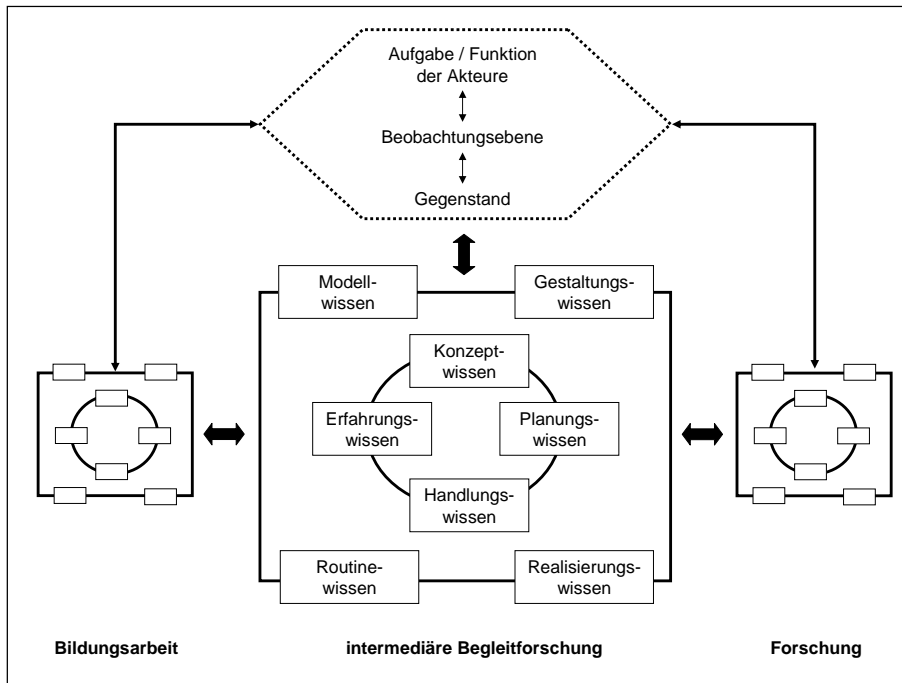 Aufgabe / Funktion
der Akteure
Beobachtungsebene
Gegenstand
Modell-
wissen
Gestaltungs-
wissen
Konzept-
wissen
Erfahrungs-
wissen
Planungs-
wissen
Handlungs-
wissen
Routine-
wissen
Realisierungs-
wissen
Bildungsarbeit
intermediäre Begleitforschung
Forschung